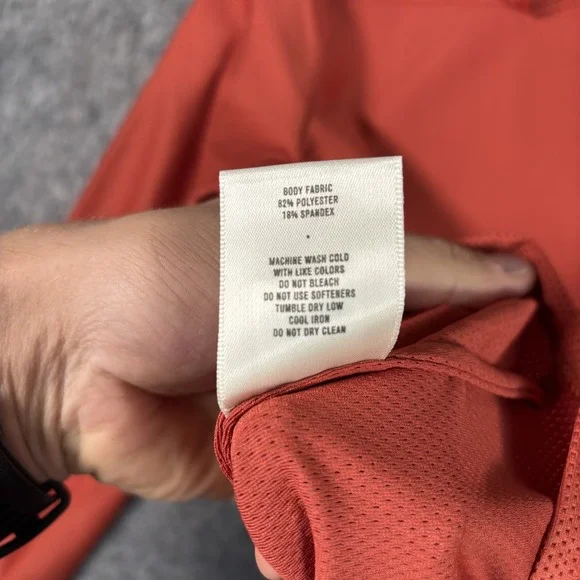 BODY FABRIC
82% POLYESTER
18% SPANDEX
MACHINE WASH COLD
WITH LIKE COLORS
DO NOT BLEACH
DO NOT USE SOFTENERS
TUMBLE DRY LOW
COOL IRON
DO NOT DRY CLEAN